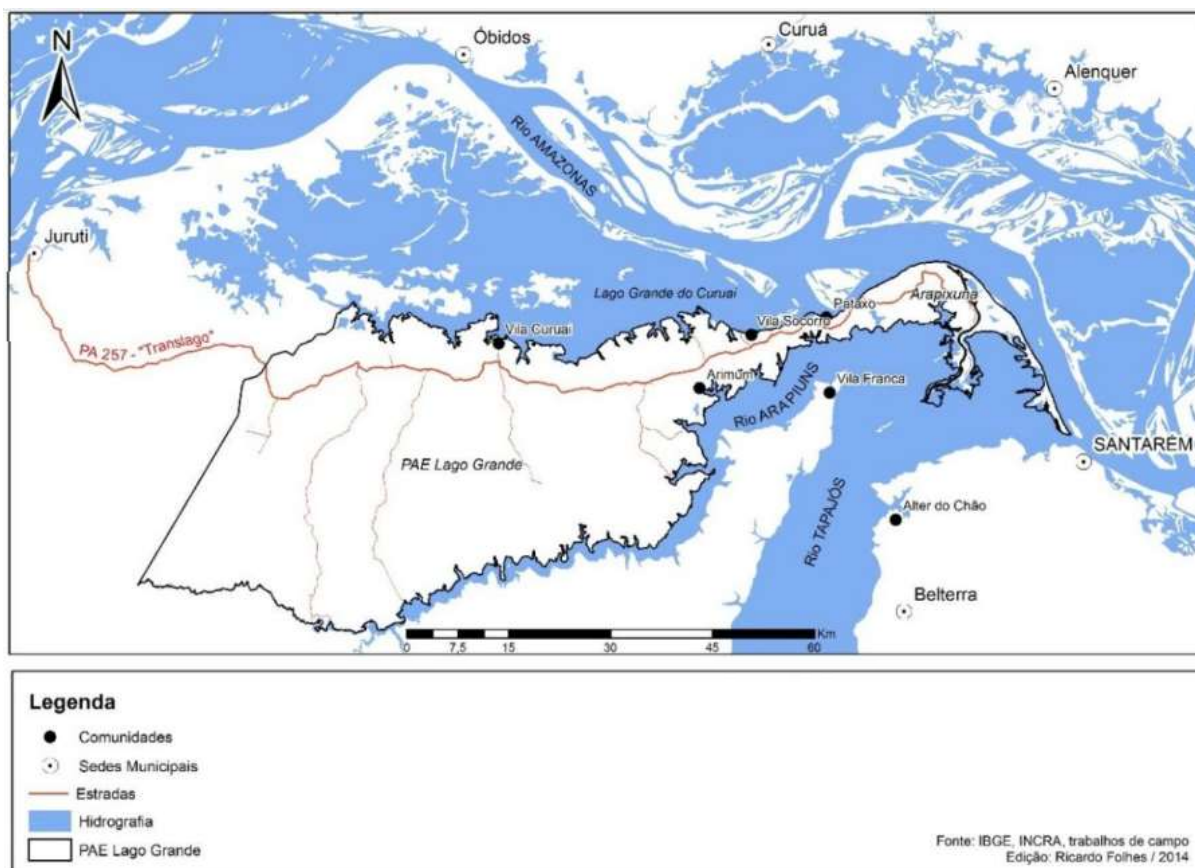 N
Óbidos
Curuá
Alenquer
Rio AMAZONAS
Juruti
Lago Grande do Curuai
Arapixuna
Pataxo
Vila Socorro
Vila Curuai
PA 257 - "Translago"
Arimum
Vila Franca
Rio ARAPIUNS
PAE Lago Grande
SANTARÉM
Alter do Chão
Rio TAPAJÓS
Belterra
Km
0 7,5 15 30 45 60
Legenda
Comunidades
Sedes Municipais
Estradas
Hidrografia
PAE Lago Grande
Fonte: IBGE, INCRA, trabalhos de campo
Edição: Ricardo Folhes / 2014